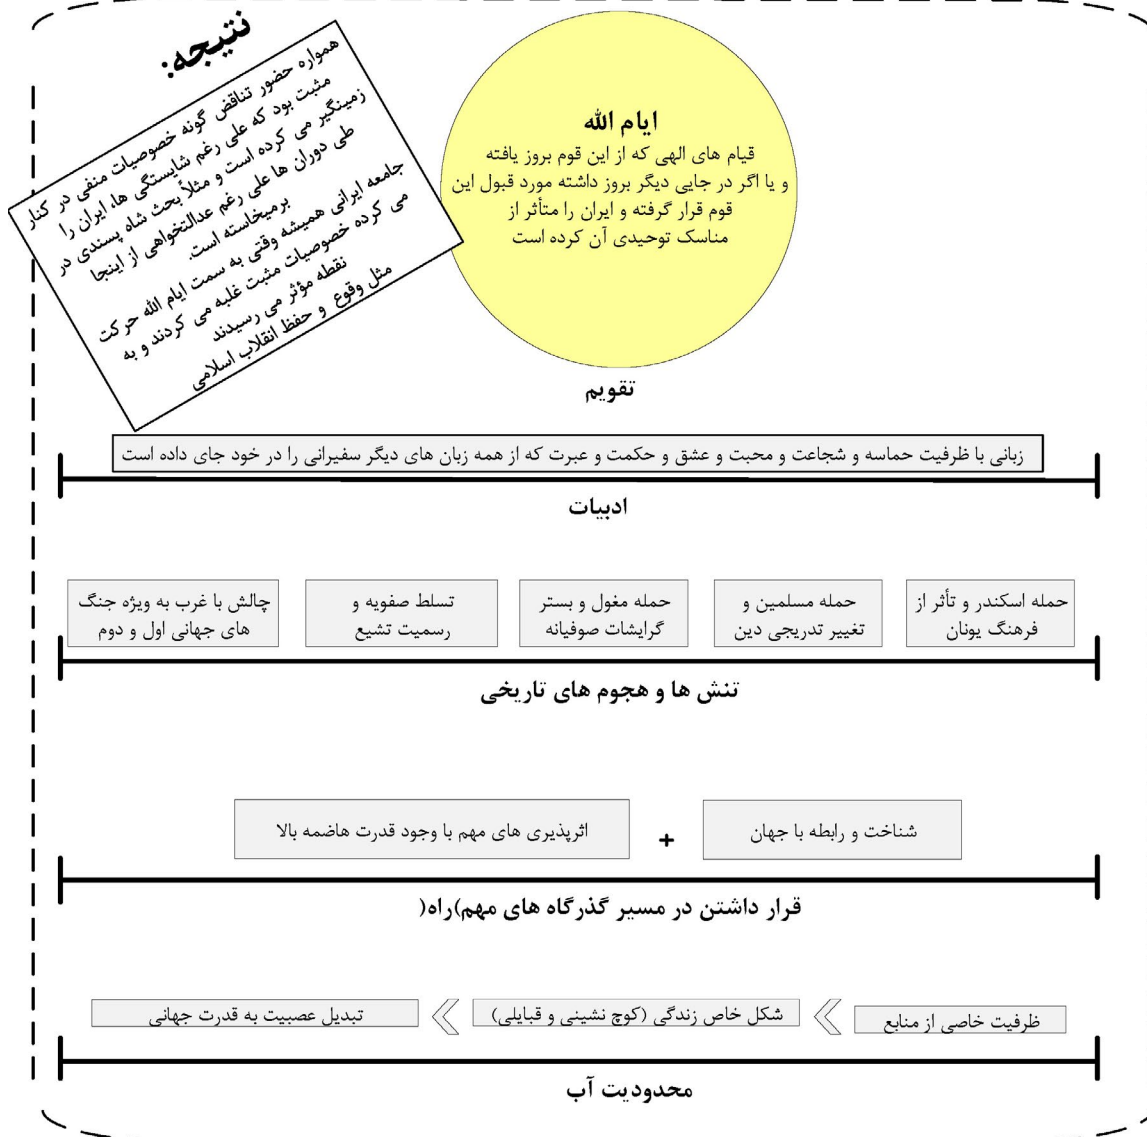 نتیجه:
همواره حضور تناقض گونه خصوصیات منفی در کنار
مثبت بود که علی رغم شایستگی ها، ایران را
زمینگیر می کرده است و مثلاً بحث شاه پسندی در
طی دوران ها علی رغم عدالتخواهی از اینجا
برمیخاسته است.
جامعه ایرانی همیشه وقتی به سمت ایام الله حرکت
می کرده خصوصیات مثبت غلبه می کردند و به
نقطه مؤثر می رسیدند
مثل وقوع و حفظ انقلاب اسلامی
ایام الله
قیام های الهی که از این قوم بروز یافته
و یا اگر در جایی دیگر بروز داشته مورد قبول این
قوم قرار گرفته و ایران را متأثر از
مناسک توحیدی آن کرده است
تقویم
زبانی با ظرفیت حماسه و شجاعت و محبت و عشق و حکمت و عبرت که از همه زبان های دیگر سفیرانی را در خود جای داده است
ادبیات
حمله اسکندر و تأثر از
فرهنگ یونان
حمله مسلمین و
تغییر تدریجی دین
حمله مغول و بستر
گرایشات صوفیانه
تسلط صفویه و
رسمیت تشیع
چالش با غرب به ویژه جنگ
های جهانی اول و دوم
تنش ها و هجوم های تاریخی
شناخت و رابطه با جهان
+
اثرپذیری های مهم با وجود قدرت هاضمه بالا
قرار داشتن در مسیر گذرگاه های مهم)راه(
ظرفیت خاصی از منابع
شکل خاص زندگی (کوچ نشینی و قبایلی)
تبدیل عصبیت به قدرت جهانی
محدودیت آب